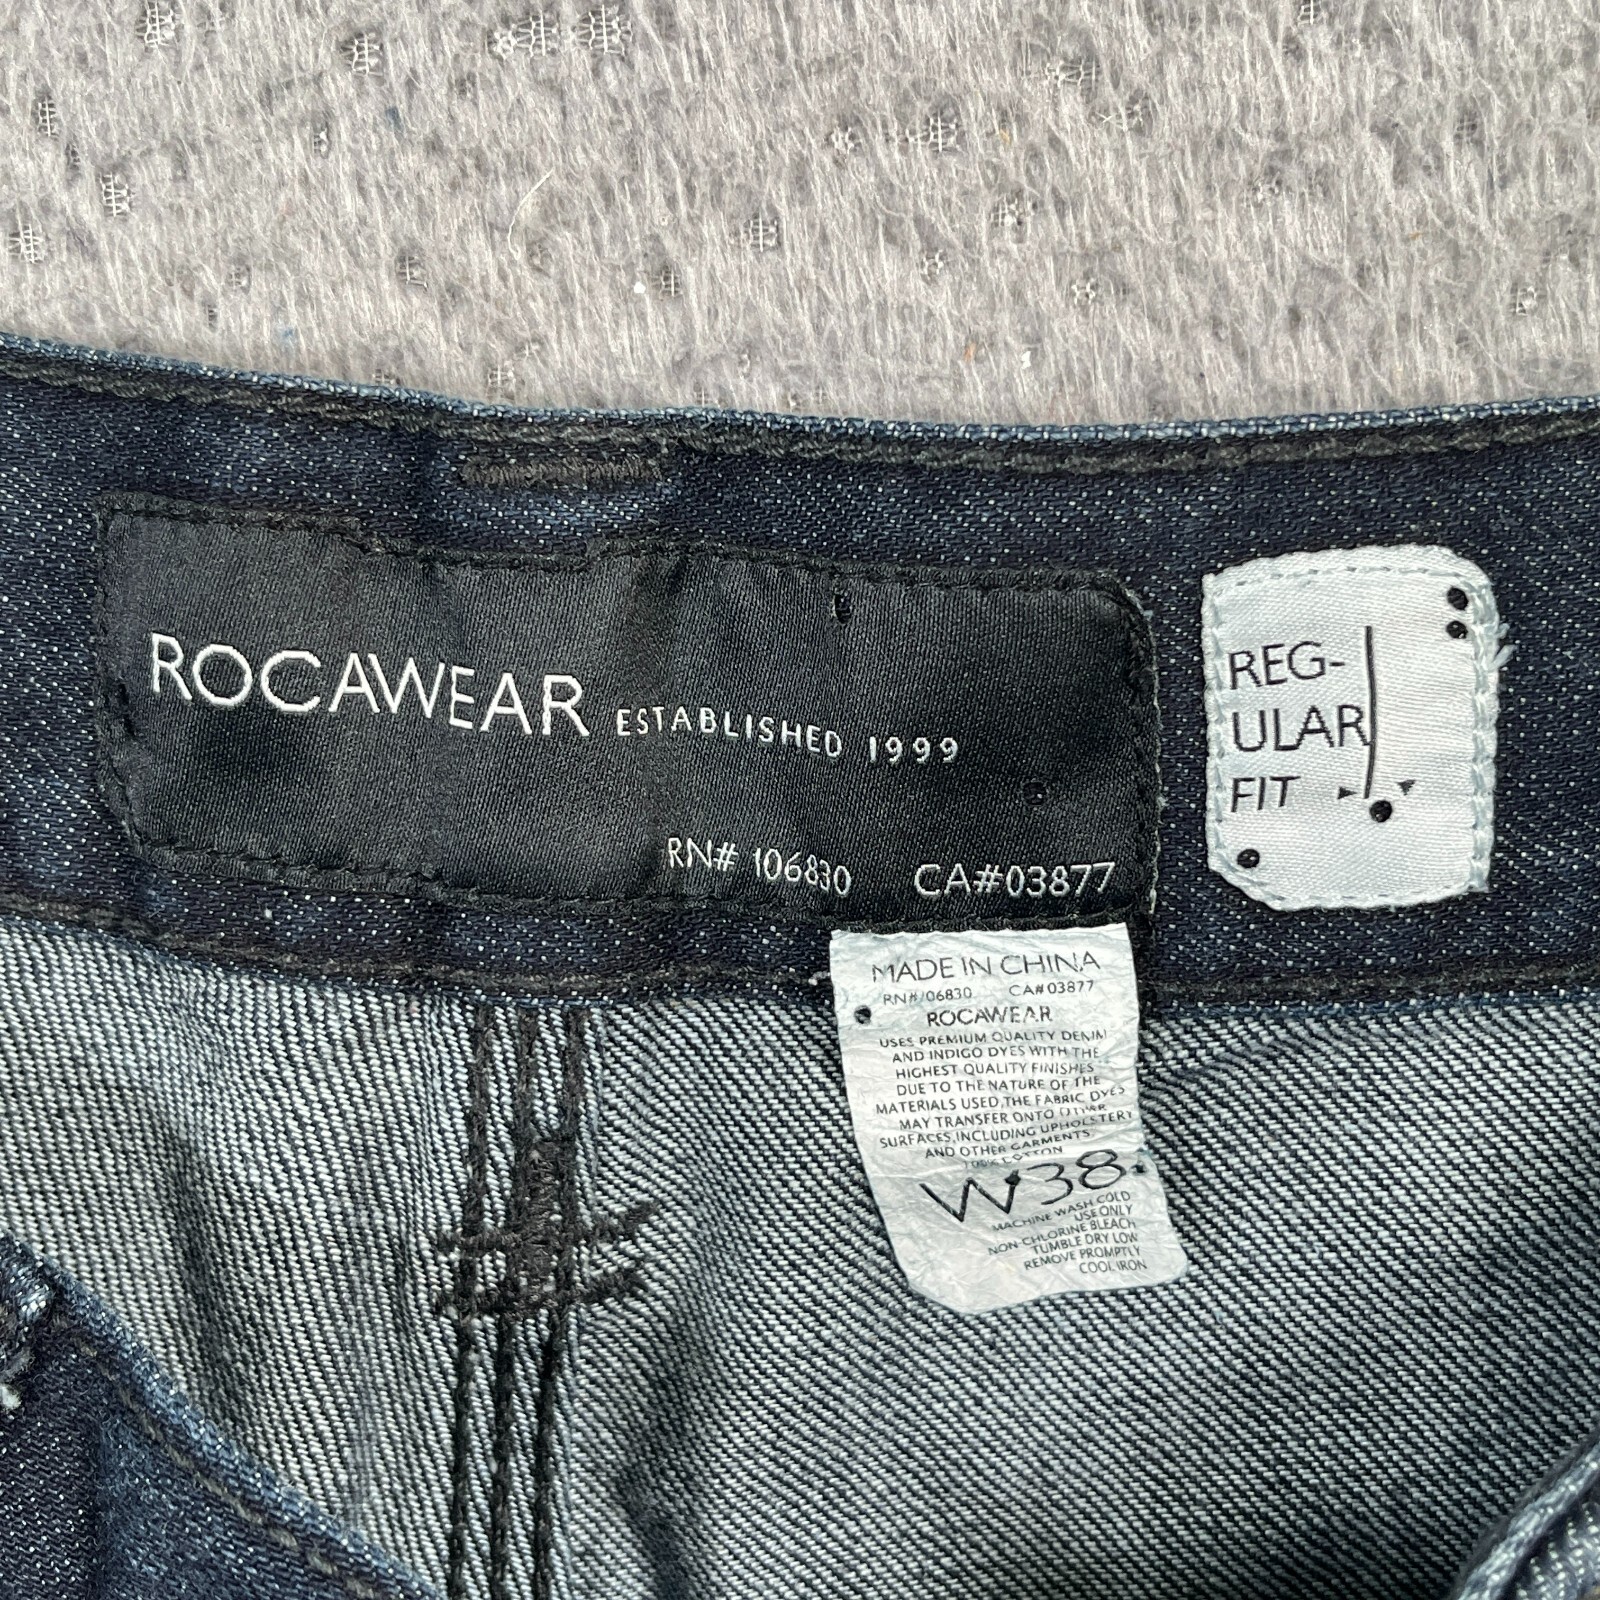 ROCAWEAR ESTABLISHED 1999
RN# 106830 CA#03877
REG-
ULAR
FIT
MADE IN CHINA
RN# 106830 CA#03877
ROCAWEAR
USES PREMIUM QUALITY DENIM
AND INDIGO DYES WITH THE
HIGHEST QUALITY FINISHES
DUE TO THE NATURE OF THE
MATERIALS USED,THE FABRIC DYES
MAY TRANSFER ONTO OTHER
SURFACES,INCLUDING UPHOLSTERY
AND OTHER GARMENTS.
100% COTTON
W38
MACHINE WASH COLD
USE ONLY
NON-CHLORINE BLEACH
TUMBLE DRY LOW
REMOVE PROMPTLY
COOL IRON